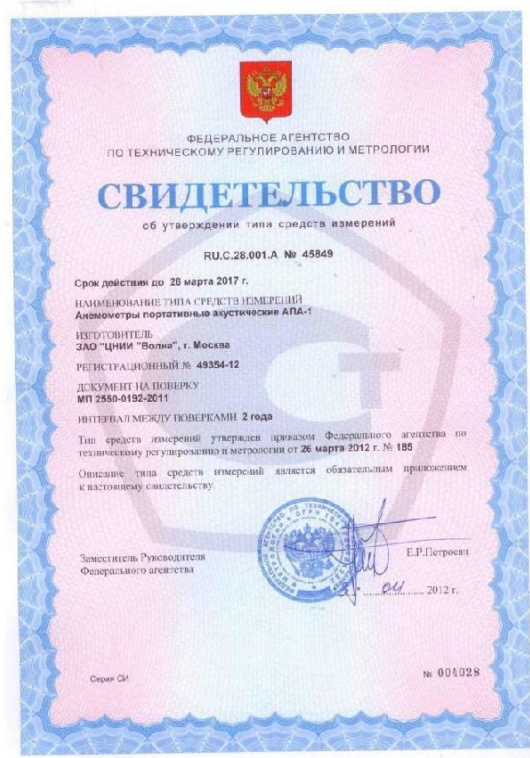 ФЕДЕРАЛЬНОЕ АГЕНТСТВО
ПО ТЕХНИЧЕСКОМУ РЕГУЛИРОВАНИЮ И МЕТРОЛОГИИ
СВИДЕТЕЛЬСТВО
об утверждении типа средств измерений
RU.C.28.001.A № 45849
Срок действия до 26 марта 2017 г.
НАИМЕНОВАНИЕ ТИПА СРЕДСТВ ИЗМЕРЕНИЙ
Анемометры портативные акустические АПА-1
ИЗГОТОВИТЕЛЬ
ЗАО "ЦНИИ "Волна", г. Москва
РЕГИСТРАЦИОННЫЙ № 49354-12
ДОКУМЕНТ НА ПОВЕРКУ
МП 2550-0192-2011
ИНТЕРВАЛ МЕЖДУ ПОВЕРКАМИ 2 года
Тип средств измерений утвержден приказом Федерального агентства по
техническому регулированию и метрологии от 26 марта 2012 г. № 185
Описание типа средств измерений является обязательным приложением
к настоящему свидетельству.
Заместитель Руководителя
Е.Р.Петросян
Федерального агентства
04 2012 г.
Серия СИ
№ 004028